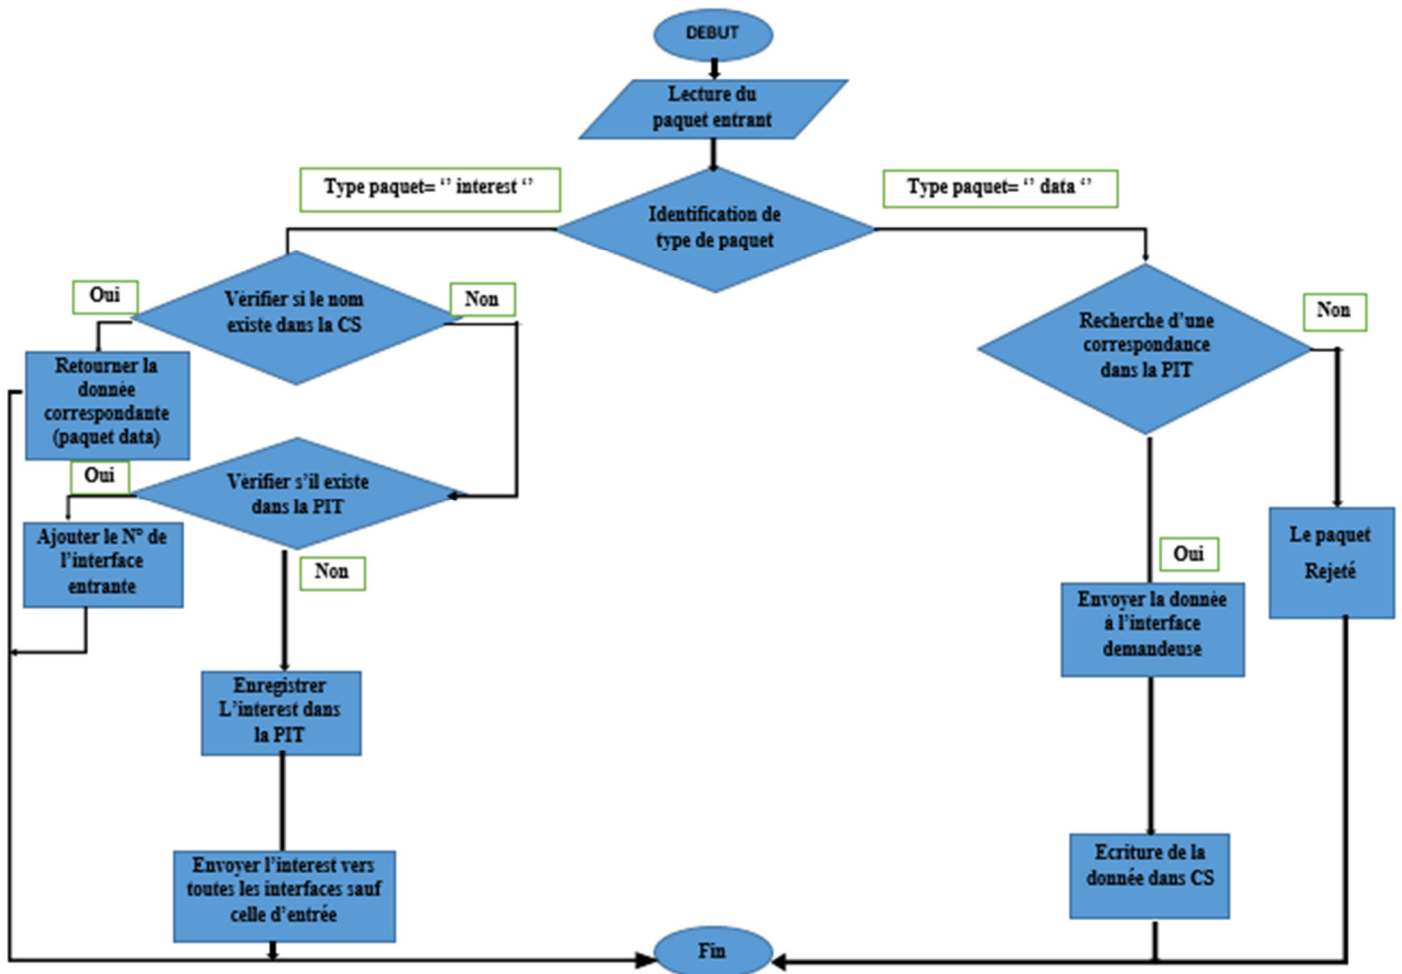 DEBUT
Lecture du
paquet entrant
Type paquet= ‘’ interest ‘’
Type paquet= ‘’ data ‘’
Identification de
type de paquet
Oui
Vérifier si le nom
existe dans la CS
Non
Retourner la
donnée
correspondante
(paquet data)
Recherche d’une
correspondance
dans la PIT
Non
Oui
Vérifier s’il existe
dans la PIT
Ajouter le N° de
l’interface
entrante
Non
Oui
Le paquet
Rejeté
Envoyer la donnée
à l’interface
demandeuse
Enregistrer
L’interest dans
la PIT
Envoyer l’interest vers
toutes les interfaces sauf
celle d’entrée
Ecriture de la
donnée dans CS
Fin